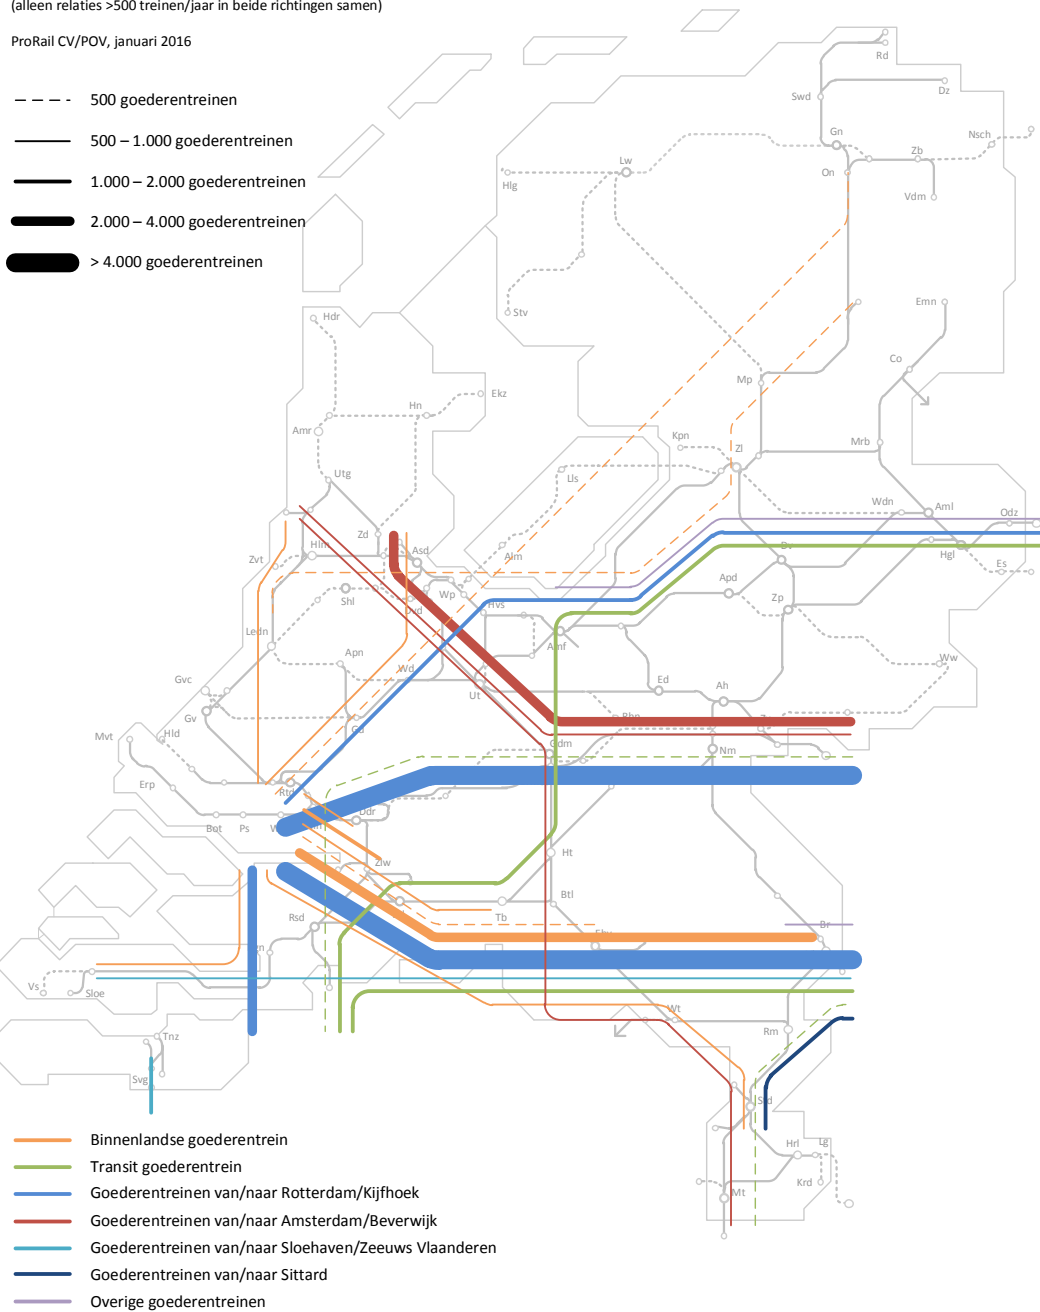 (alleen relaties >500 treinen/jaar in beide richtingen samen)
ProRail CV/POV, januari 2016
500 goederentreinen
500 – 1.000 goederentreinen
1.000 – 2.000 goederentreinen
2.000 – 4.000 goederentreinen
> 4.000 goederentreinen
Rd
Dz
Swd
Gn
Nsch
Zb
Lw
On
Hlg
Vdm
Stv
Emn
Hdr
Co
Mp
Ekz
Hn
Amr
Kpn
Mrb
Zl
Utg
Lls
Wdn
Aml
Odz
Zd
Asd
Alm
Hgl
Zvt
Es
Apd
Wp
Zp
Shl
Hvs
Ledn
Amf
Apn
Wd
Ww
Gvc
Ed
Ah
Ut
Gv
Mvt
Hld
Nm
Gdm
Erp
Rtd
Ddr
Bot
Ps
Zlw
Ht
Btl
Rsd
Tb
Br
Ehv
Vs
Sloe
Wt
Rm
Tnz
Svg
Std
Hrl
Lg
Krd
Mt
Binnenlandse goederentrein
Transit goederentrein
Goederentreinen van/naar Rotterdam/Kijfhoek
Goederentreinen van/naar Amsterdam/Beverwijk
Goederentreinen van/naar Sloehaven/Zeeuws Vlaanderen
Goederentreinen van/naar Sittard
Overige goederentreinen